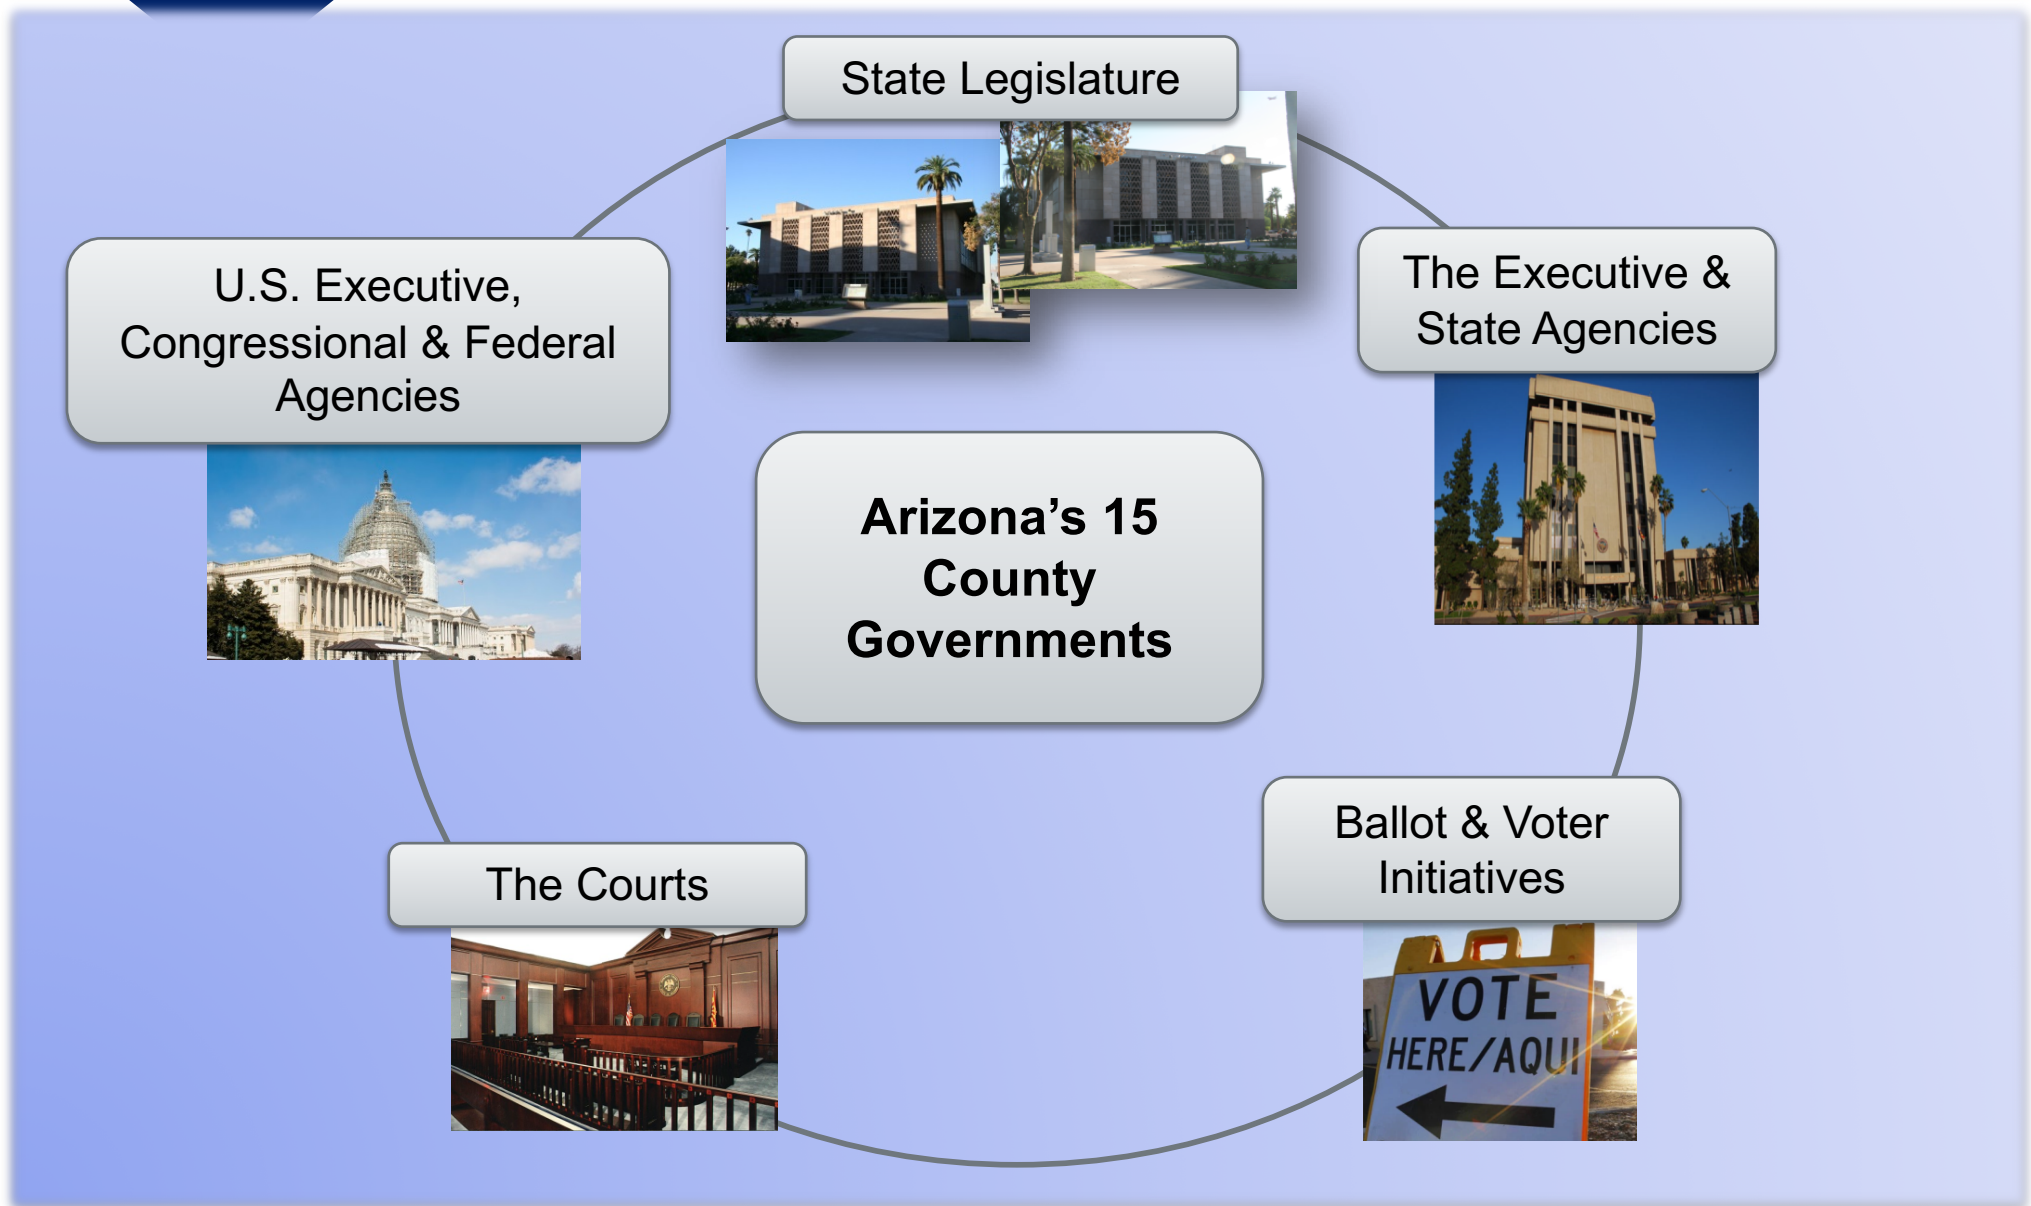 State Legislature
U.S. Executive,
Congressional & Federal
Agencies
The Executive &
State Agencies
Arizona’s 15
County
Governments
Ballot & Voter
Initiatives
The Courts
VOTE
HERE/AQUI